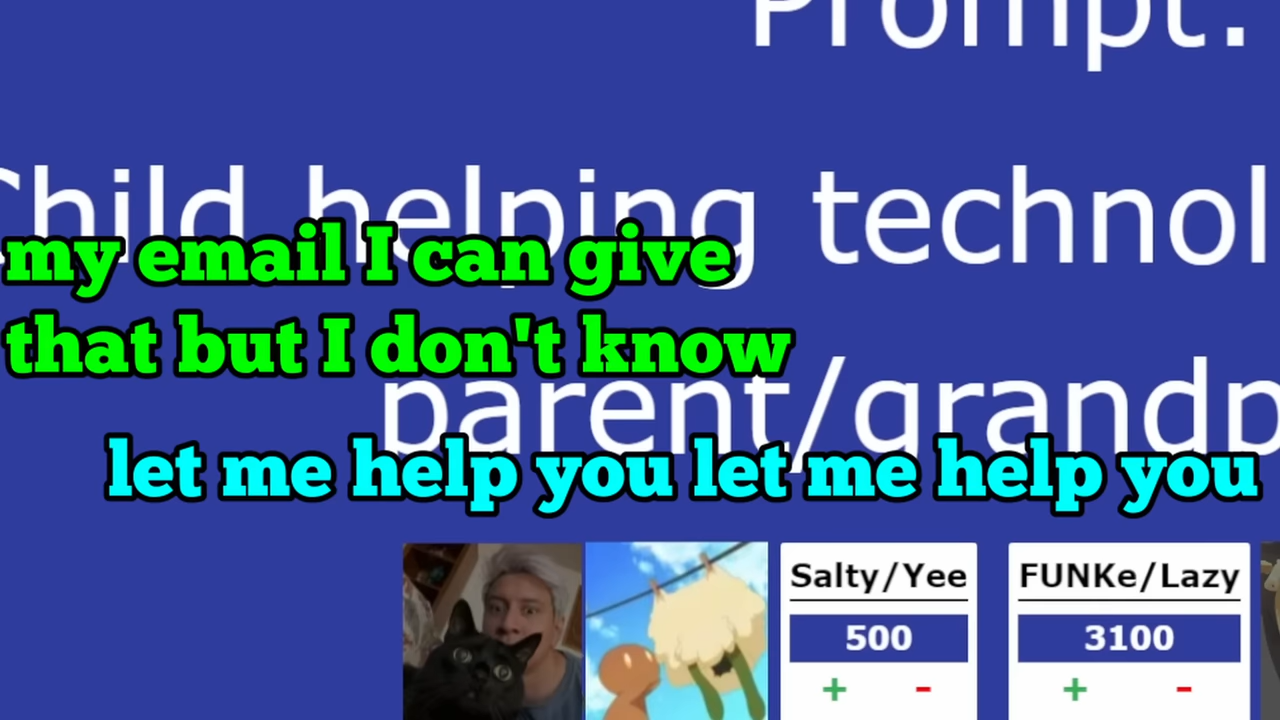 Prompt:
Child helping technol
my email I can give
that but I don't know
parent/grandp
let me help you let me help you
Salty/Yee FUNKe/Lazy
500 3100
+ - + -